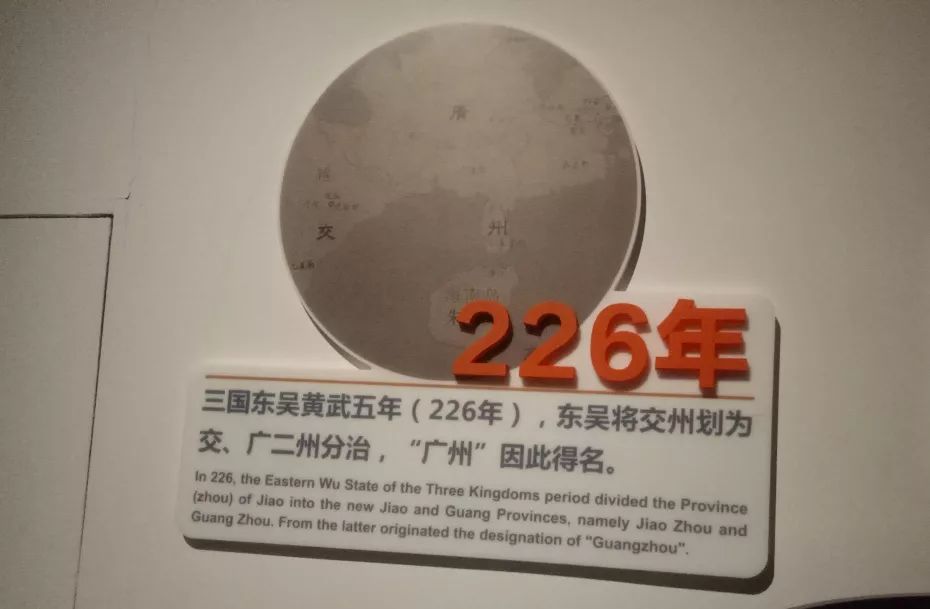 廣
交
州
海南岛
朱
226年
三国东吴黄武五年（226年），东吴将交州划为
交、广二州分治，“广州”因此得名。
In 226, the Eastern Wu State of the Three Kingdoms period divided the Province
(zhou) of Jiao into the new Jiao and Guang Provinces, namely Jiao Zhou and
Guang Zhou. From the latter originated the designation of "Guangzhou".